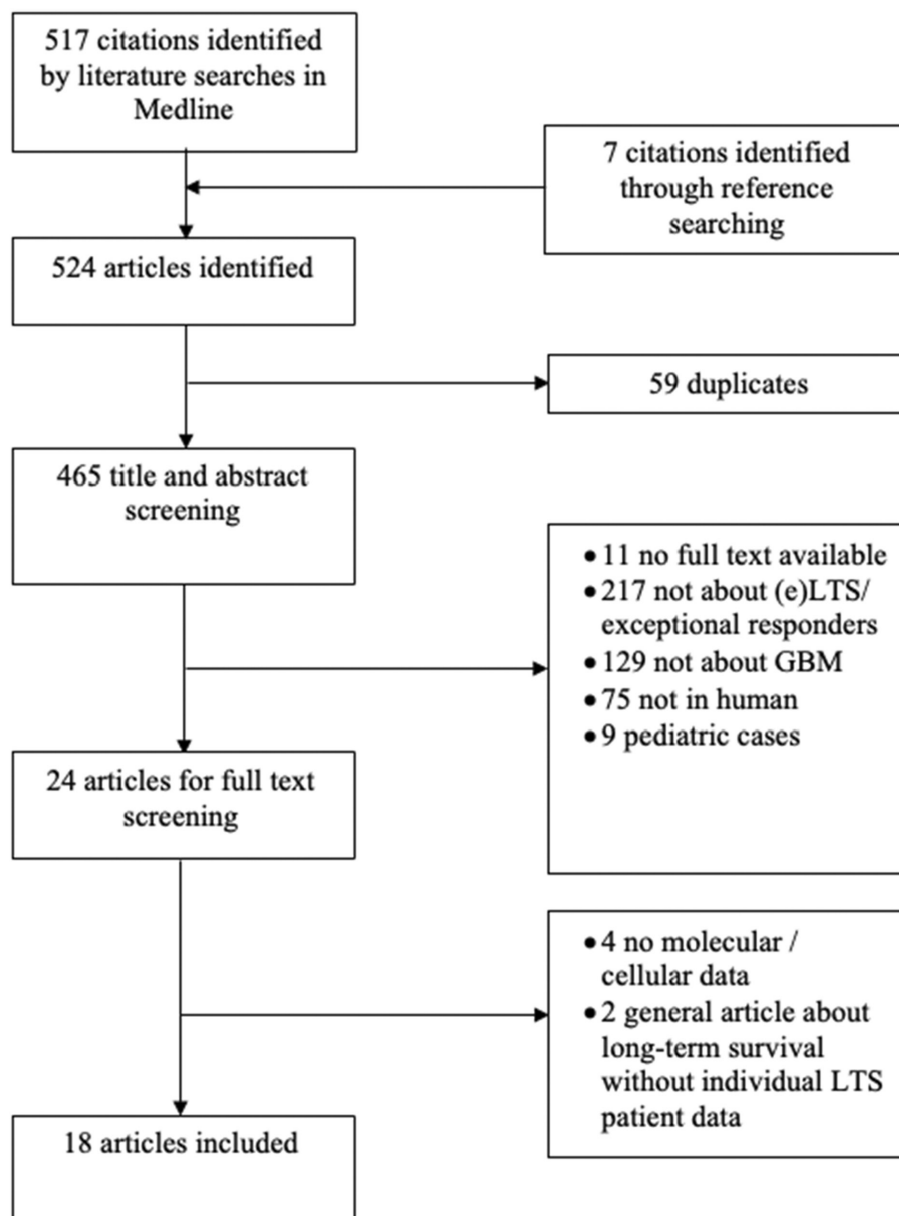 517 citations identified
by literature searches in
Medline
7 citations identified
through reference
searching
524 articles identified
59 duplicates
465 title and abstract
screening
• 11 no full text available
• 217 not about (e)LTS/
exceptional responders
• 129 not about GBM
• 75 not in human
• 9 pediatric cases
24 articles for full text
screening
• 4 no molecular /
cellular data
• 2 general article about
long-term survival
without individual LTS
patient data
18 articles included